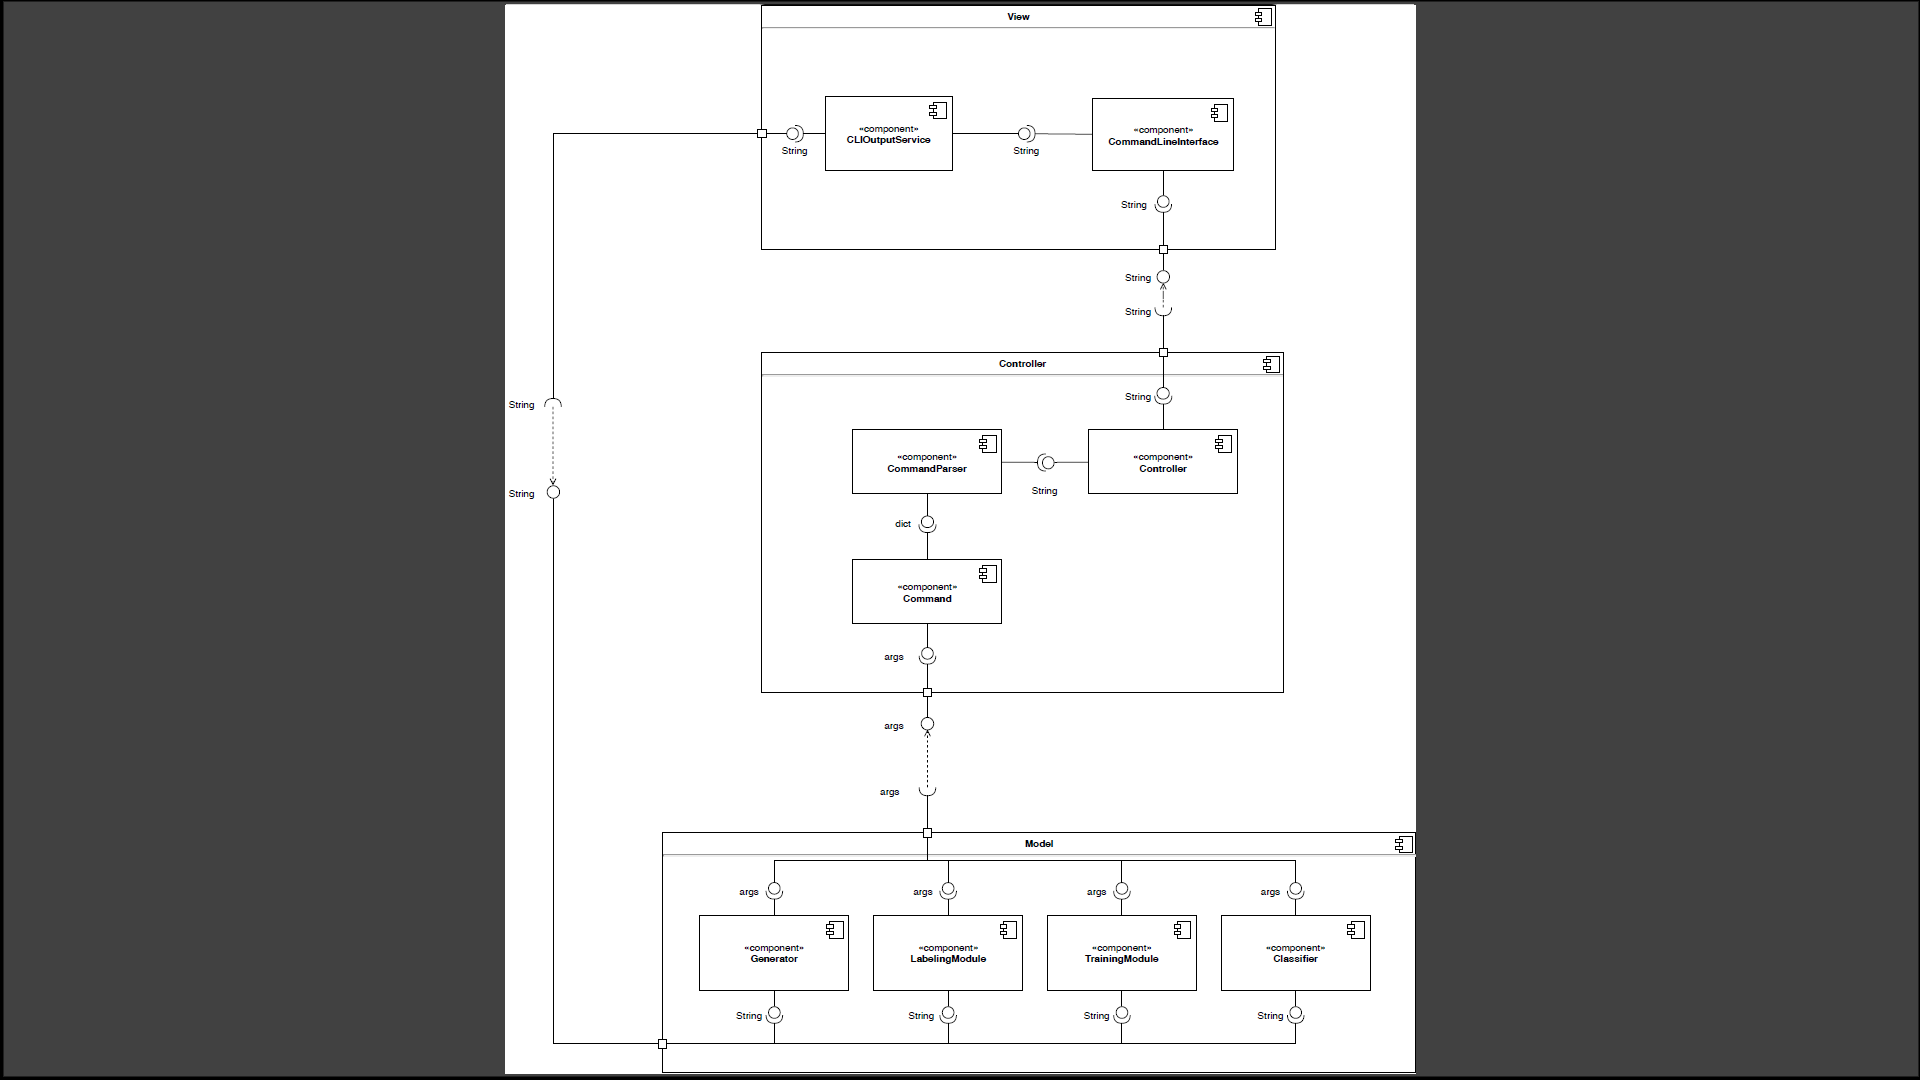 View
«component»
CLIOutputService
«component»
CommandLineInterface
String
String
String
String
String
Controller
String
String
«component»
CommandParser
«component»
Controller
String
String
dict
«component»
Command
args
args
args
Model
args
args
args
args
«component»
Generator
«component»
LabelingModule
«component»
TrainingModule
«component»
Classifier
String
String
String
String